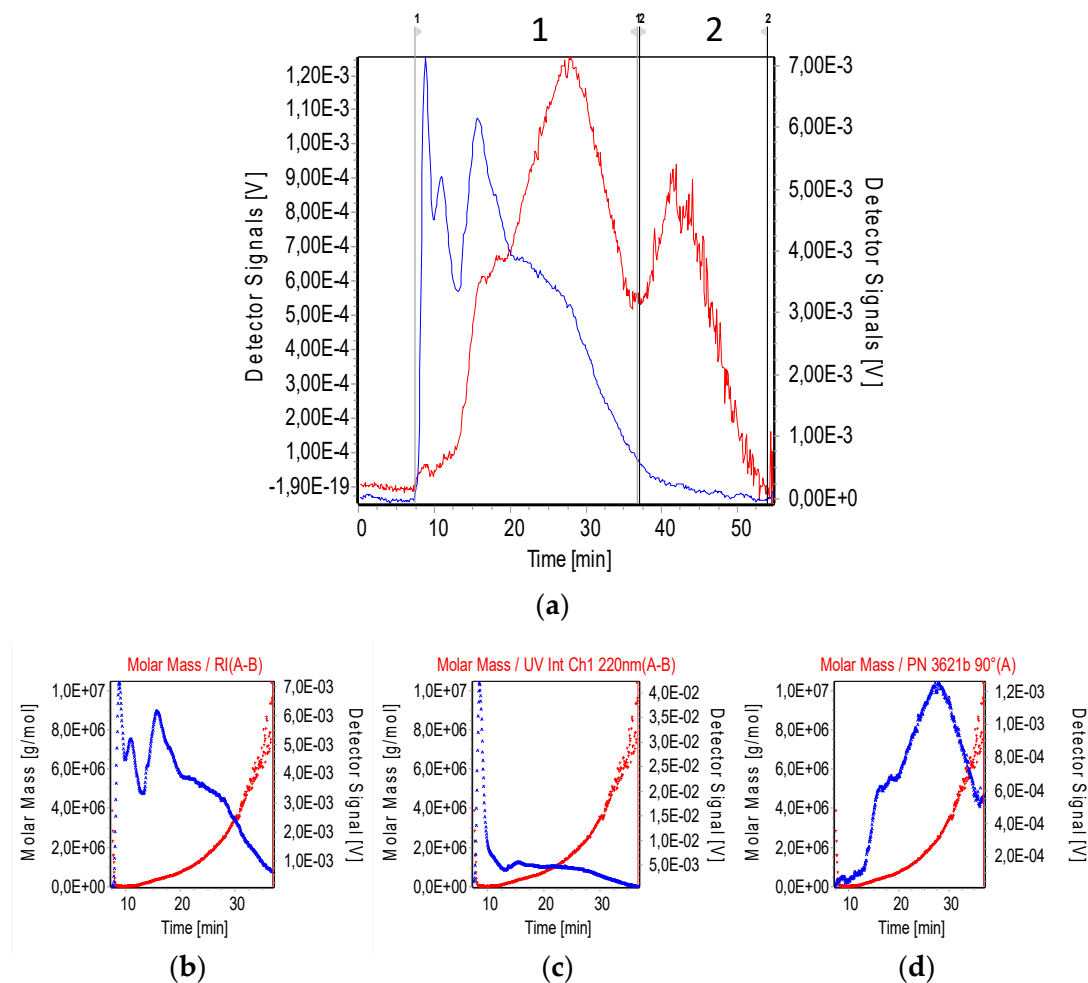 1 12 2
1 2
1,20E-3
1,10E-3
1,00E-3
9,00E-4
8,00E-4
7,00E-4
6,00E-4
5,00E-4
4,00E-4
3,00E-4
2,00E-4
1,00E-4
-1,90E-19
Detector Signals [V]
7,00E-3
6,00E-3
5,00E-3
4,00E-3
3,00E-3
2,00E-3
1,00E-3
0,00E+0
Detector Signals [V]
0 10 20 30 40 50
Time [min]
(a)
Molar Mass / RI(A-B)
1,0E+07
8,0E+06
6,0E+06
4,0E+06
2,0E+06
0,0E+00
Molar Mass [g/mol]
7,0E-03
6,0E-03
5,0E-03
4,0E-03
3,0E-03
2,0E-03
1,0E-03
Detector Signal [V]
10 20 30
Time [min]
(b)
Molar Mass / UV Int Ch1 220nm(A-B)
1,0E+07
8,0E+06
6,0E+06
4,0E+06
2,0E+06
0,0E+00
Molar Mass [g/mol]
4,0E-02
3,5E-02
3,0E-02
2,5E-02
2,0E-02
1,5E-02
1,0E-02
5,0E-03
Detector Signal [V]
10 20 30
Time [min]
(c)
Molar Mass / PN 3621b 90°(A)
1,0E+07
8,0E+06
6,0E+06
4,0E+06
2,0E+06
0,0E+00
Molar Mass [g/mol]
1,2E-03
1,0E-03
8,0E-04
6,0E-04
4,0E-04
2,0E-04
Detector Signal [V]
10 20 30
Time [min]
(d)